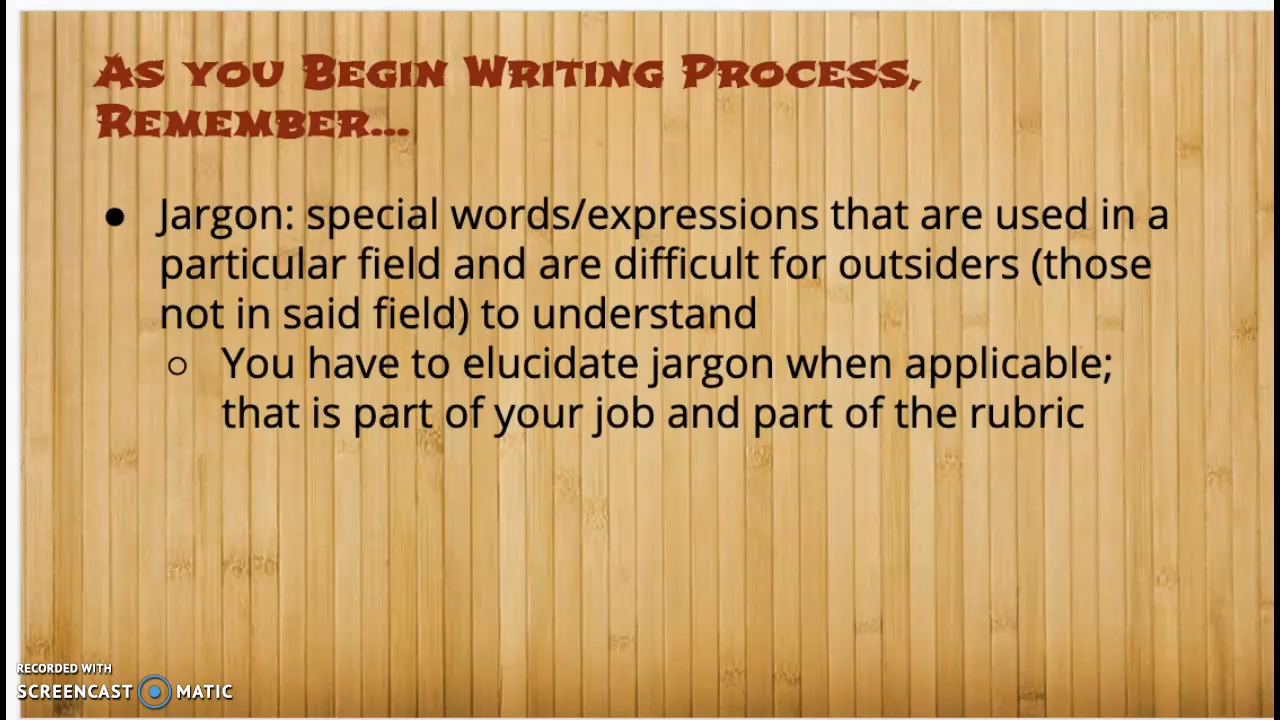 As you Begin Writing Process,
Remember...
● Jargon: special words/expressions that are used in a
particular field and are difficult for outsiders (those
not in said field) to understand
○ You have to elucidate jargon when applicable;
that is part of your job and part of the rubric
RECORDED WITH
SCREENCAST MATIC